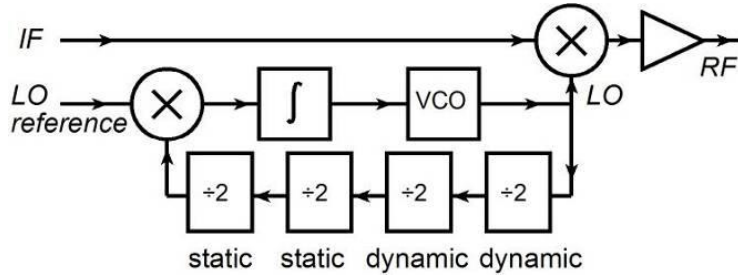 IF
RF
LO
reference
∫
VCO
LO
÷2 ÷2 ÷2 ÷2
static static dynamic dynamic